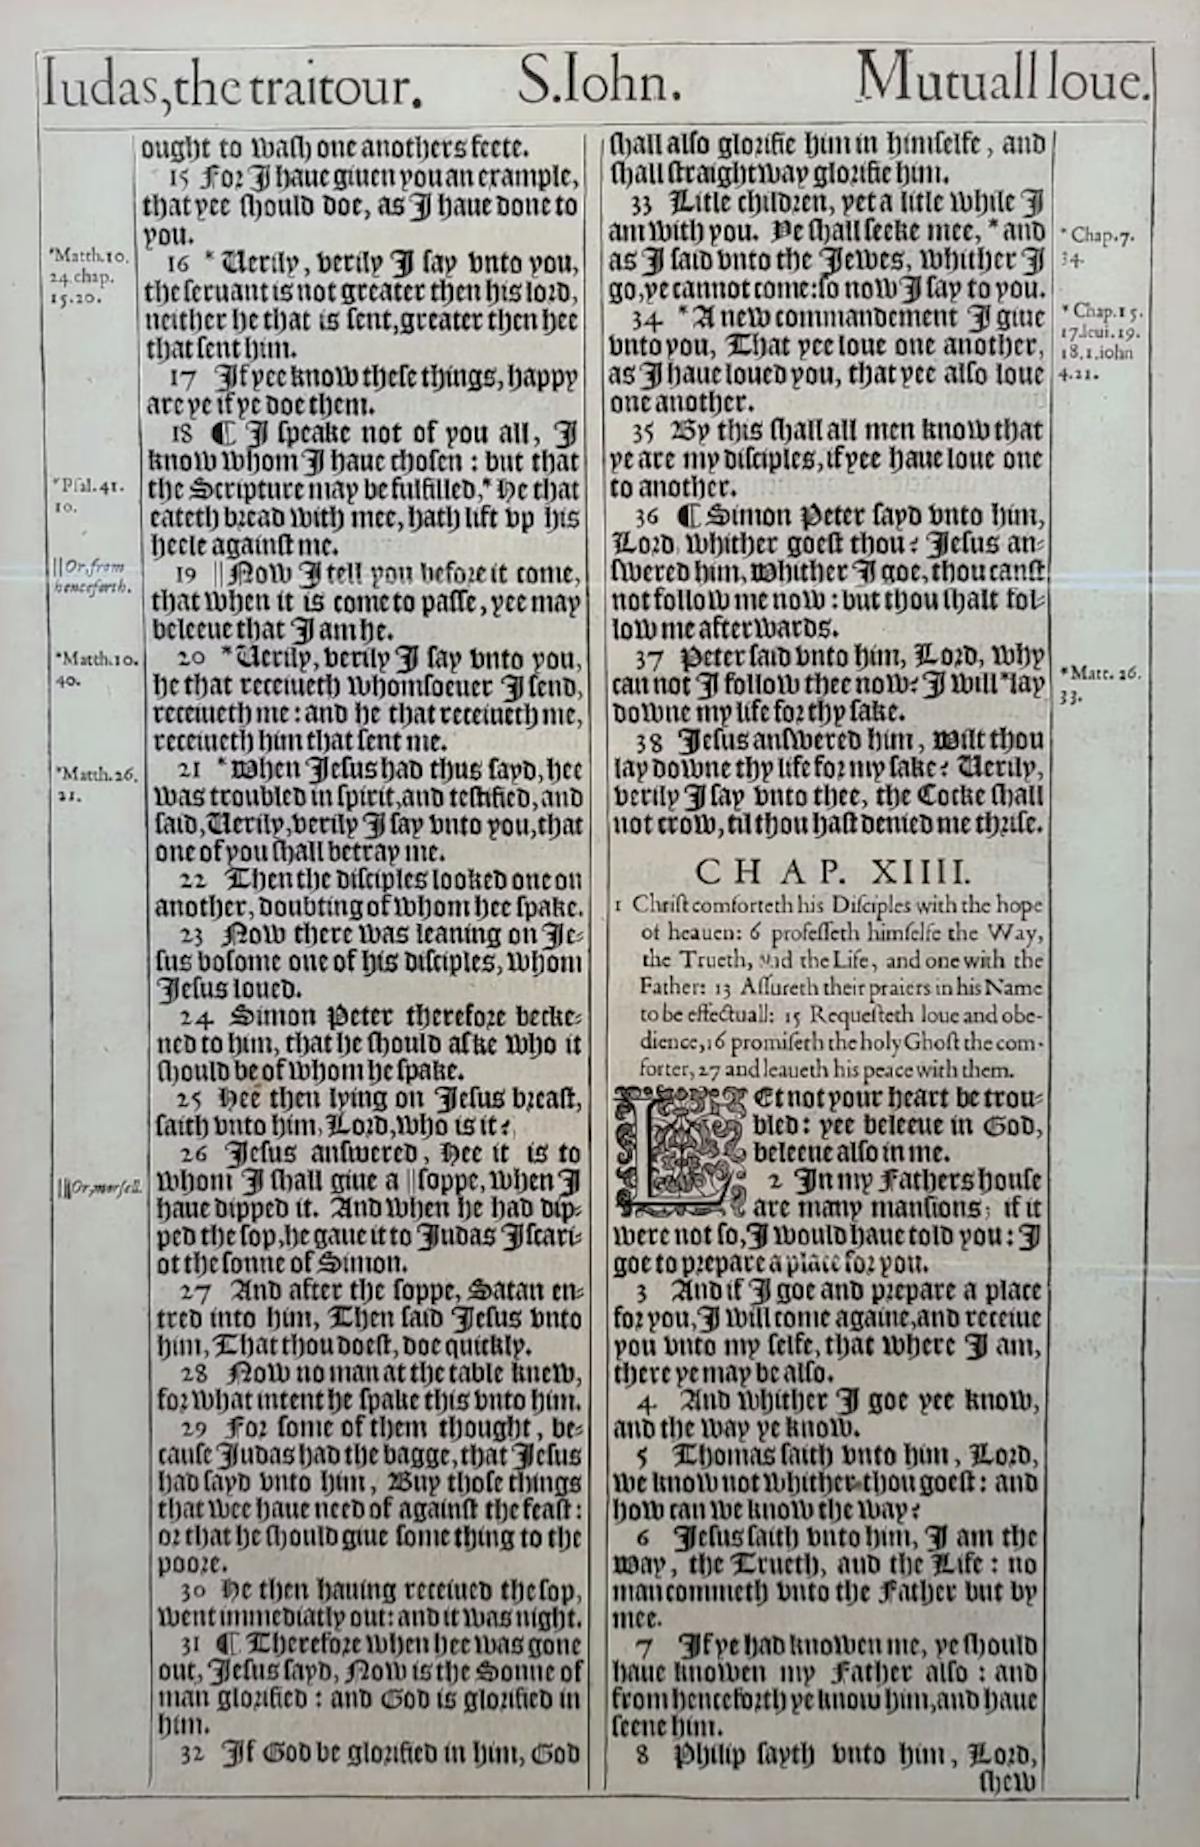 Iudas,the traitour. S.Iohn. Mutuall loue.
ought to wash one anothers feete.
15 For I haue giuen you an example,
that yee should doe, as I haue done to
you.
*Matth.10.
24.chap.
15.20.
16 * Uerily, verily I say vnto you,
the seruant is not greater then his lord,
neither he that is sent,greater then hee
that sent him.
17 If yee know these things, happy
are ye if ye doe them.
18 ¶ I speake not of you all, I
know whom I haue chosen : but that
*Psal.41.
10.
the Scripture may be fulfilled,* He that
eateth bread with mee, hath lift vp his
heele against me.
||Or,from
henceforth.
19 ||Now I tell you before it come,
that when it is come to passe, yee may
beleeue that I am he.
*Matth.10.
40.
20 *Uerily, verily I say vnto you,
he that receiueth whomsoeuer I send,
receiueth me : and he that receiueth me,
receiueth him that sent me.
*Matth.26.
21.
21 *When Iesus had thus sayd, hee
was troubled in spirit,and testified, and
said,Uerily,verily I say vnto you, that
one of you shall betray me.
22 Then the disciples looked one on
another, doubting of whom hee spake.
23 Now there was leaning on Ie-
sus bosome one of his disciples, whom
Iesus loued.
24 Simon Peter therefore becke-
ned to him, that he should aske who it
should be of whom he spake.
25 Hee then lying on Iesus breast,
saith vnto him, Lord, who is it?
26 Iesus answered, Hee it is to
||Or,morsell.
whom I shall giue a ||soppe, when I
haue dipped it. And when he had dip-
ped the sop,he gaue it to Iudas Iscari-
ot the sonne of Simon.
27 And after the soppe, Satan en-
tred into him, Then said Iesus vnto
him, That thou doest, doe quickly.
28 Now no man at the table knew,
for what intent he spake this vnto him.
29 For some of them thought, be-
cause Iudas had the bagge, that Iesus
had sayd vnto him, Buy those things
that wee haue need of against the feast :
or that he should giue some thing to the
poore.
30 He then hauing receiued the sop,
went immediatly out: and it was night.
31 ¶ Therefore when hee was gone
out, Iesus sayd, Now is the Sonne of
man glorified : and God is glorified in
him.
32 If God be glorified in him, God
shall also glorifie him in himselfe, and
shall straightway glorifie him.
33 Litle children, yet a litle while I
am with you. Ye shall seeke mee, *and
*Chap.7.
34.
as I said vnto the Iewes, whither I
go,ye cannot come: so now I say to you.
34 *A new commandement I giue
*Chap.15.
17.leui.19.
18.1.iohn
4.21.
vnto you, That yee loue one another,
as I haue loued you, that yee also loue
one another.
35 By this shall all men know that
ye are my disciples, if yee haue loue one
to another.
36 ¶ Simon Peter sayd vnto him,
Lord, whither goest thou? Iesus an-
swered him, Whither I goe, thou canst
not follow me now : but thou shalt fol-
low me afterwards.
37 Peter said vnto him, Lord, why
can not I follow thee now? I will *lay
*Matt. 26.
33.
downe my life for thy sake.
38 Iesus answered him, Wilt thou
lay downe thy life for my sake? Uerily,
verily I say vnto thee, the Cocke shall
not crow, til thou hast denied me thrise.
CHAP. XIIII.
1 Christ comforteth his Disciples with the hope
of heauen: 6 professeth himselfe the Way,
the Trueth, and the Life, and one with the
Father: 13 Assureth their praiers in his Name
to be effectuall: 15 Requesteth loue and obe-
dience, 16 promiseth the holy Ghost the com-
forter, 27 and leaueth his peace with them.
LEt not your heart be trou-
bled : yee beleeue in God,
beleeue also in me.
2 In my Fathers house
are many mansions; if it
were not so, I would haue told you : I
goe to prepare a place for you.
3 And if I goe and prepare a place
for you, I will come againe, and receiue
you vnto my selfe, that where I am,
there ye may be also.
4 And whither I goe yee know,
and the way ye know.
5 Thomas saith vnto him, Lord,
we know not whither thou goest : and
how can we know the way?
6 Iesus saith vnto him, I am the
Way, the Trueth, and the Life : no
man commeth vnto the Father but by
mee.
7 If ye had knowen me, ye should
haue knowen my Father also : and
from henceforth ye know him, and haue
seene him.
8 Philip sayth vnto him, Lord,
shew